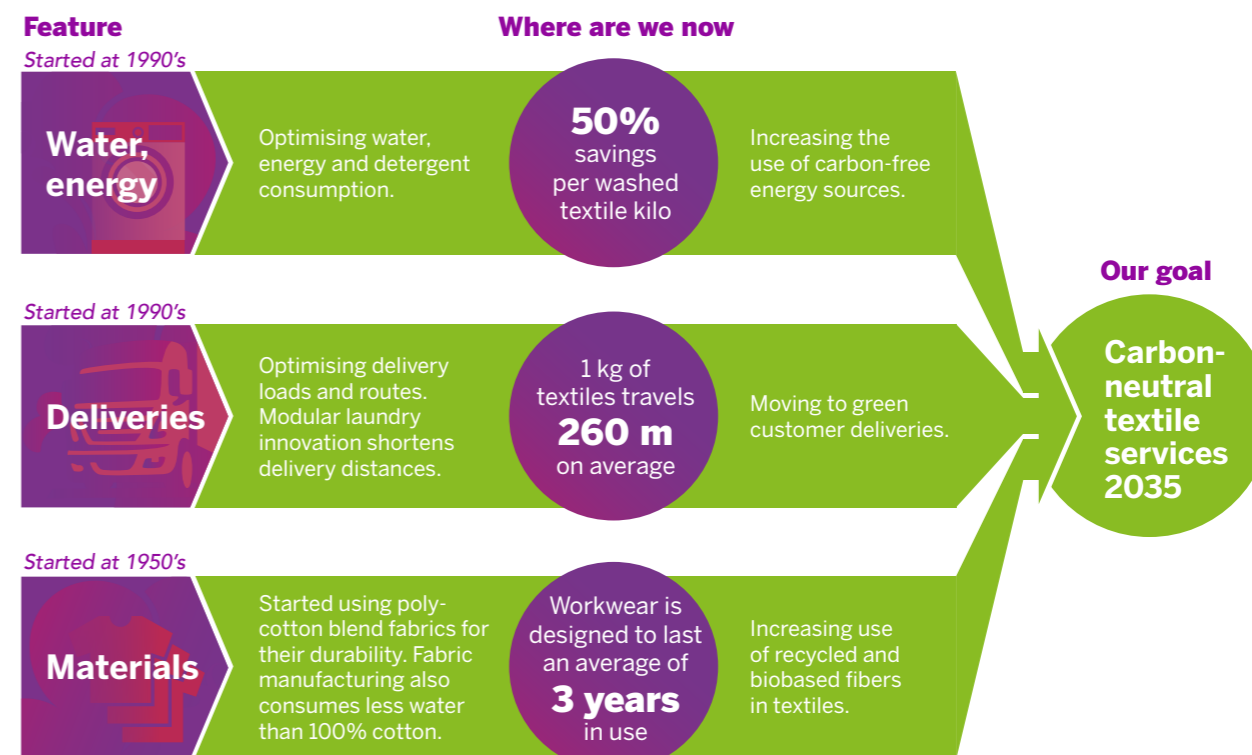 Feature
Where are we now
Started at 1990's
Water,
energy
Optimising water,
energy and detergent
consumption.
50%
savings
per washed
textile kilo
Increasing the
use of carbon-free
energy sources.
Started at 1990's
Deliveries
Optimising delivery
loads and routes.
Modular laundry
innovation shortens
delivery distances.
1 kg of
textiles travels
260 m
on average
Moving to green
customer deliveries.
Started at 1950's
Materials
Started using poly-
cotton blend fabrics for
their durability. Fabric
manufacturing also
consumes less water
than 100% cotton.
Workwear is
designed to last
an average of
3 years
in use
Increasing use
of recycled and
biobased fibers
in textiles.
Our goal
Carbon-
neutral
textile
services
2035